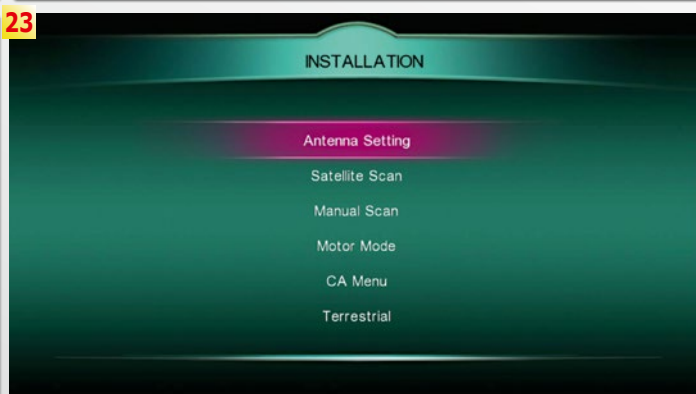 23
INSTALLATION
Antenna Setting
Satellite Scan
Manual Scan
Motor Mode
CA Menu
Terrestrial